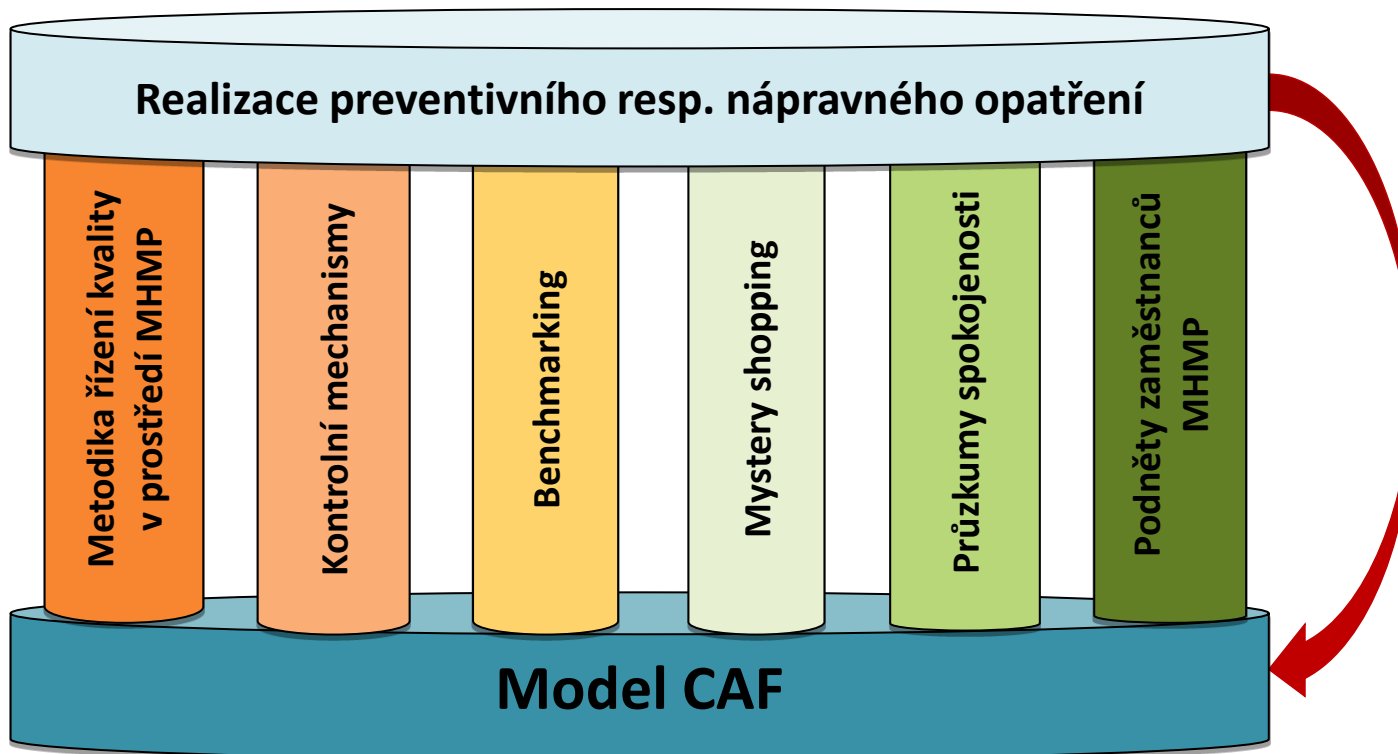 Realizace preventivního resp. nápravného opatření
Metodika řízení kvality
v prostředí MHMP
Kontrolní mechanismy
Benchmarking
Mystery shopping
Průzkumy spokojenosti
Podněty zaměstnanců
MHMP
Model CAF